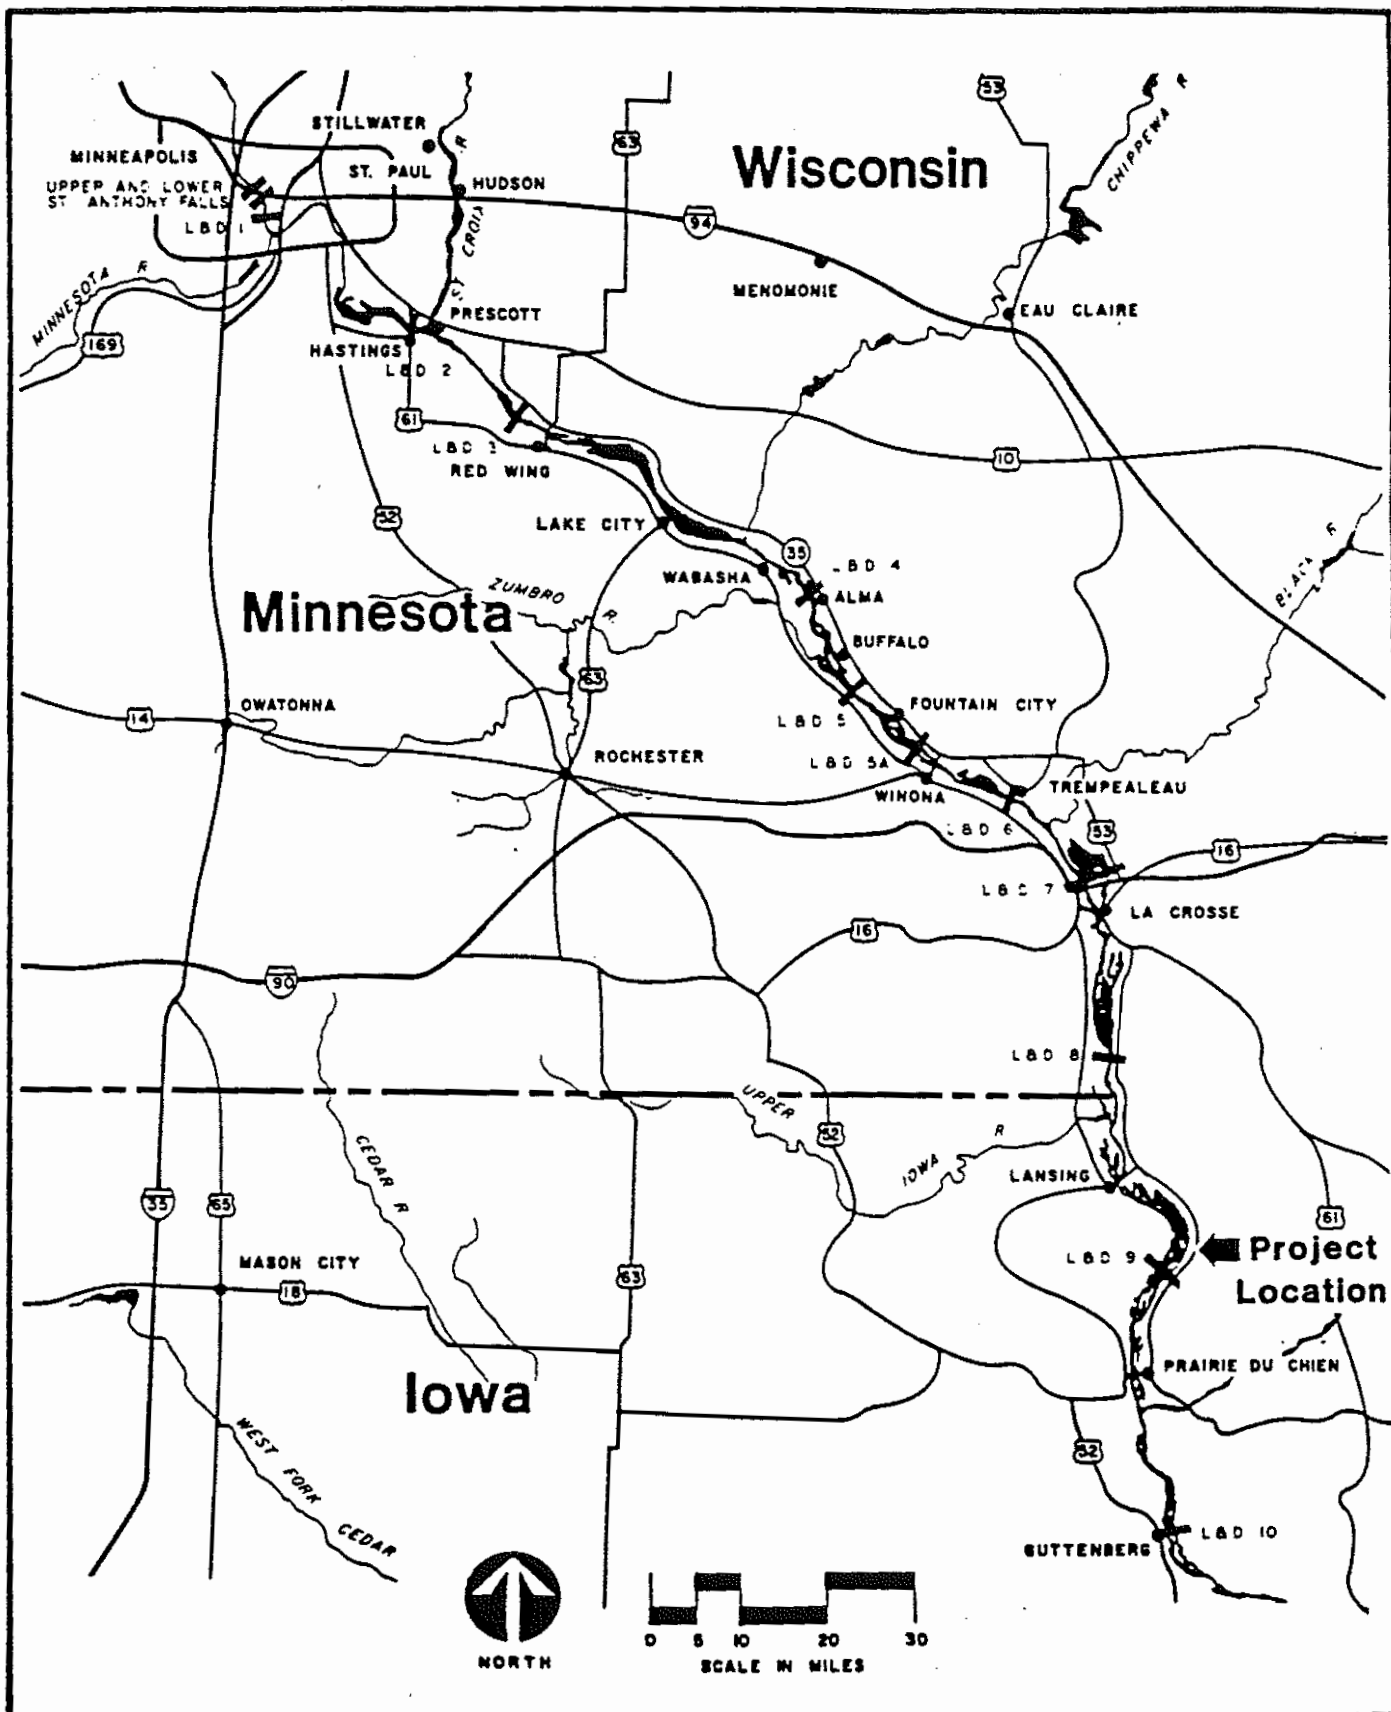 53
CHIPPEWA R
STILLWATER
R
63
Wisconsin
MINNEAPOLIS
ST. PAUL
HUDSON
UPPER AND LOWER
ST ANTHONY FALLS
L&D 1
94
ST CROIX
MINNESOTA R
MENOMONIE
PRESCOTT
EAU CLAIRE
169
HASTINGS
L&D 2
61
L&D 3
RED WING
10
52
LAKE CITY
35
BLACK R
L&D 4
WABASHA
ZUMBRO R.
ALMA
Minnesota
BUFFALO
63
OWATONNA
FOUNTAIN CITY
14
L&D 5
ROCHESTER
L&D 5A
WINONA
TREMPEALEAU
L&D 6
53
16
L&D 7
LA CROSSE
16
90
L&D 8
UPPER
52
IOWA R
CEDAR R
LANSING
35
65
61
L&D 9
Project
Location
MASON CITY
18
63
PRAIRIE DU CHIEN
Iowa
WEST FORK
CEDAR
52
L&D 10
GUTTENBERG
0 5 10 20 30
NORTH
SCALE IN MILES